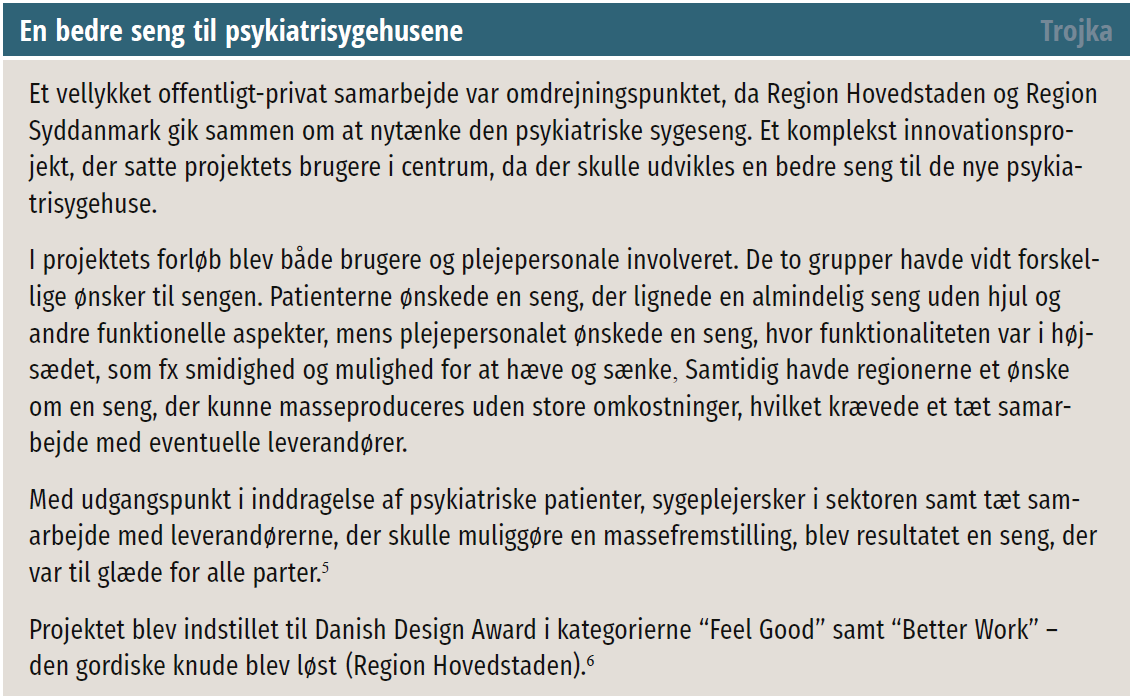 En bedre seng til psykiatrisygehusene
Trojka
Et vellykket offentligt-privat samarbejde var omdrejningspunktet, da Region Hovedstaden og Region
Syddanmark gik sammen om at nytænke den psykiatriske sygeseng. Et komplekst innovationspro-
jekt, der satte projektets brugere i centrum, da der skulle udvikles en bedre seng til de nye psykia-
trisygehuse.
I projektets forløb blev både brugere og plejepersonale involveret. De to grupper havde vidt forskel-
lige ønsker til sengen. Patienterne ønskede en seng, der lignede en almindelig seng uden hjul og
andre funktionelle aspekter, mens plejepersonalet ønskede en seng, hvor funktionaliteten var i høj-
sædet, som fx smidighed og mulighed for at hæve og sænke, Samtidig havde regionerne et ønske
om en seng, der kunne masseproduceres uden store omkostninger, hvilket krævede et tæt samar-
bejde med eventuelle leverandører.
Med udgangspunkt i inddragelse af psykiatriske patienter, sygeplejersker i sektoren samt tæt sam-
arbejde med leverandørerne, der skulle muliggøre en massefremstilling, blev resultatet en seng, der
var til glæde for alle parter.⁵
Projektet blev indstillet til Danish Design Award i kategorierne “Feel Good” samt “Better Work” –
den gordiske knude blev løst (Region Hovedstaden).⁶